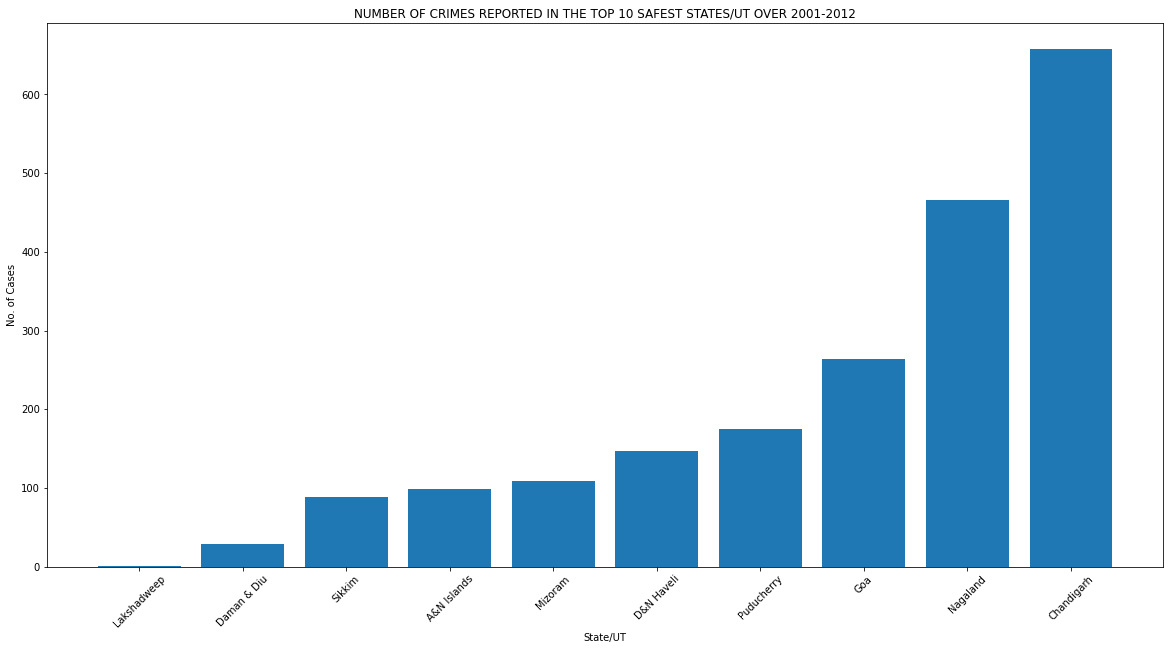 NUMBER OF CRIMES REPORTED IN THE TOP 10 SAFEST STATES/UT OVER 2001-2012
600
500
400
300
200
100
0
No. of Cases
Lakshadweep
Daman & Diu
Sikkim
A&N Islands
Mizoram
D&N Haveli
Puducherry
Goa
Nagaland
Chandigarh
State/UT